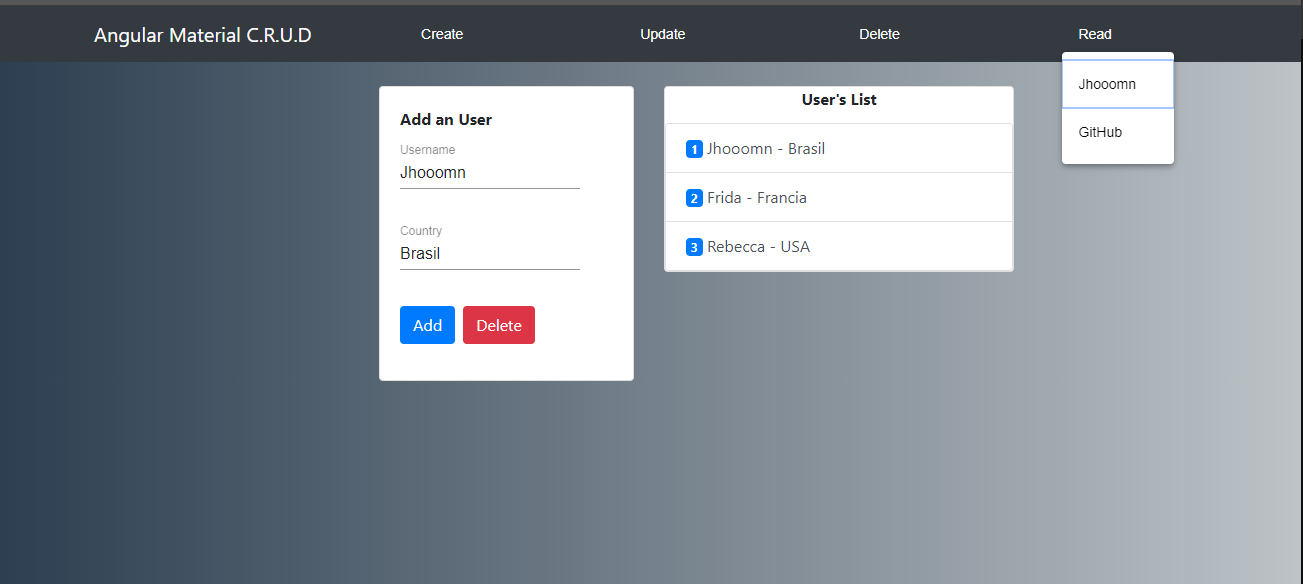 Angular Material C.R.U.D Create Update Delete Read
Jhooomn
GitHub
Add an User
Username
Jhooomn
Country
Brasil
Add Delete
User's List
1 Jhooomn - Brasil
2 Frida - Francia
3 Rebecca - USA